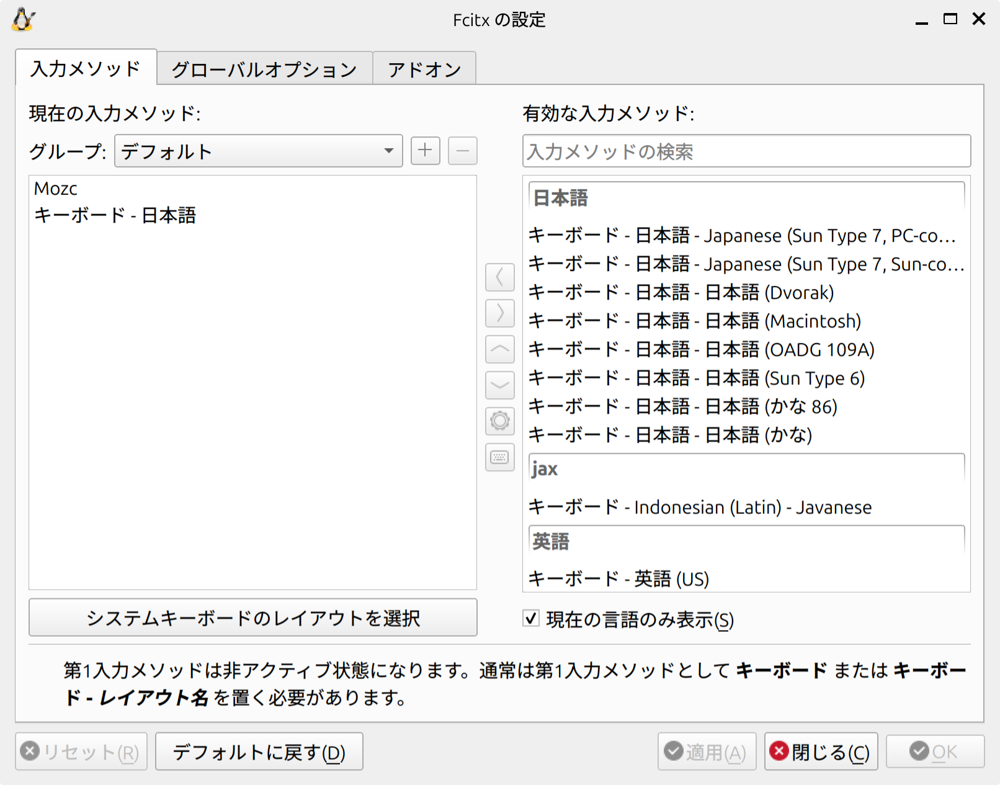 Fcitx の設定
入力メソッド
グローバルオプション
アドオン
現在の入力メソッド:
グループ: デフォルト
Mozc
キーボード - 日本語
システムキーボードのレイアウトを選択
有効な入力メソッド:
入力メソッドの検索
日本語
キーボード - 日本語 - Japanese (Sun Type 7, PC-co…
キーボード - 日本語 - Japanese (Sun Type 7, Sun-co…
キーボード - 日本語 - 日本語 (Dvorak)
キーボード - 日本語 - 日本語 (Macintosh)
キーボード - 日本語 - 日本語 (OADG 109A)
キーボード - 日本語 - 日本語 (Sun Type 6)
キーボード - 日本語 - 日本語 (かな 86)
キーボード - 日本語 - 日本語 (かな)
jax
キーボード - Indonesian (Latin) - Javanese
英語
キーボード - 英語 (US)
現在の言語のみ表示(S)
第1入力メソッドは非アクティブ状態になります。通常は第1入力メソッドとして キーボード または キーボー
ド - レイアウト名 を置く必要があります。
リセット(R)
デフォルトに戻す(D)
適用(A)
閉じる(C)
OK